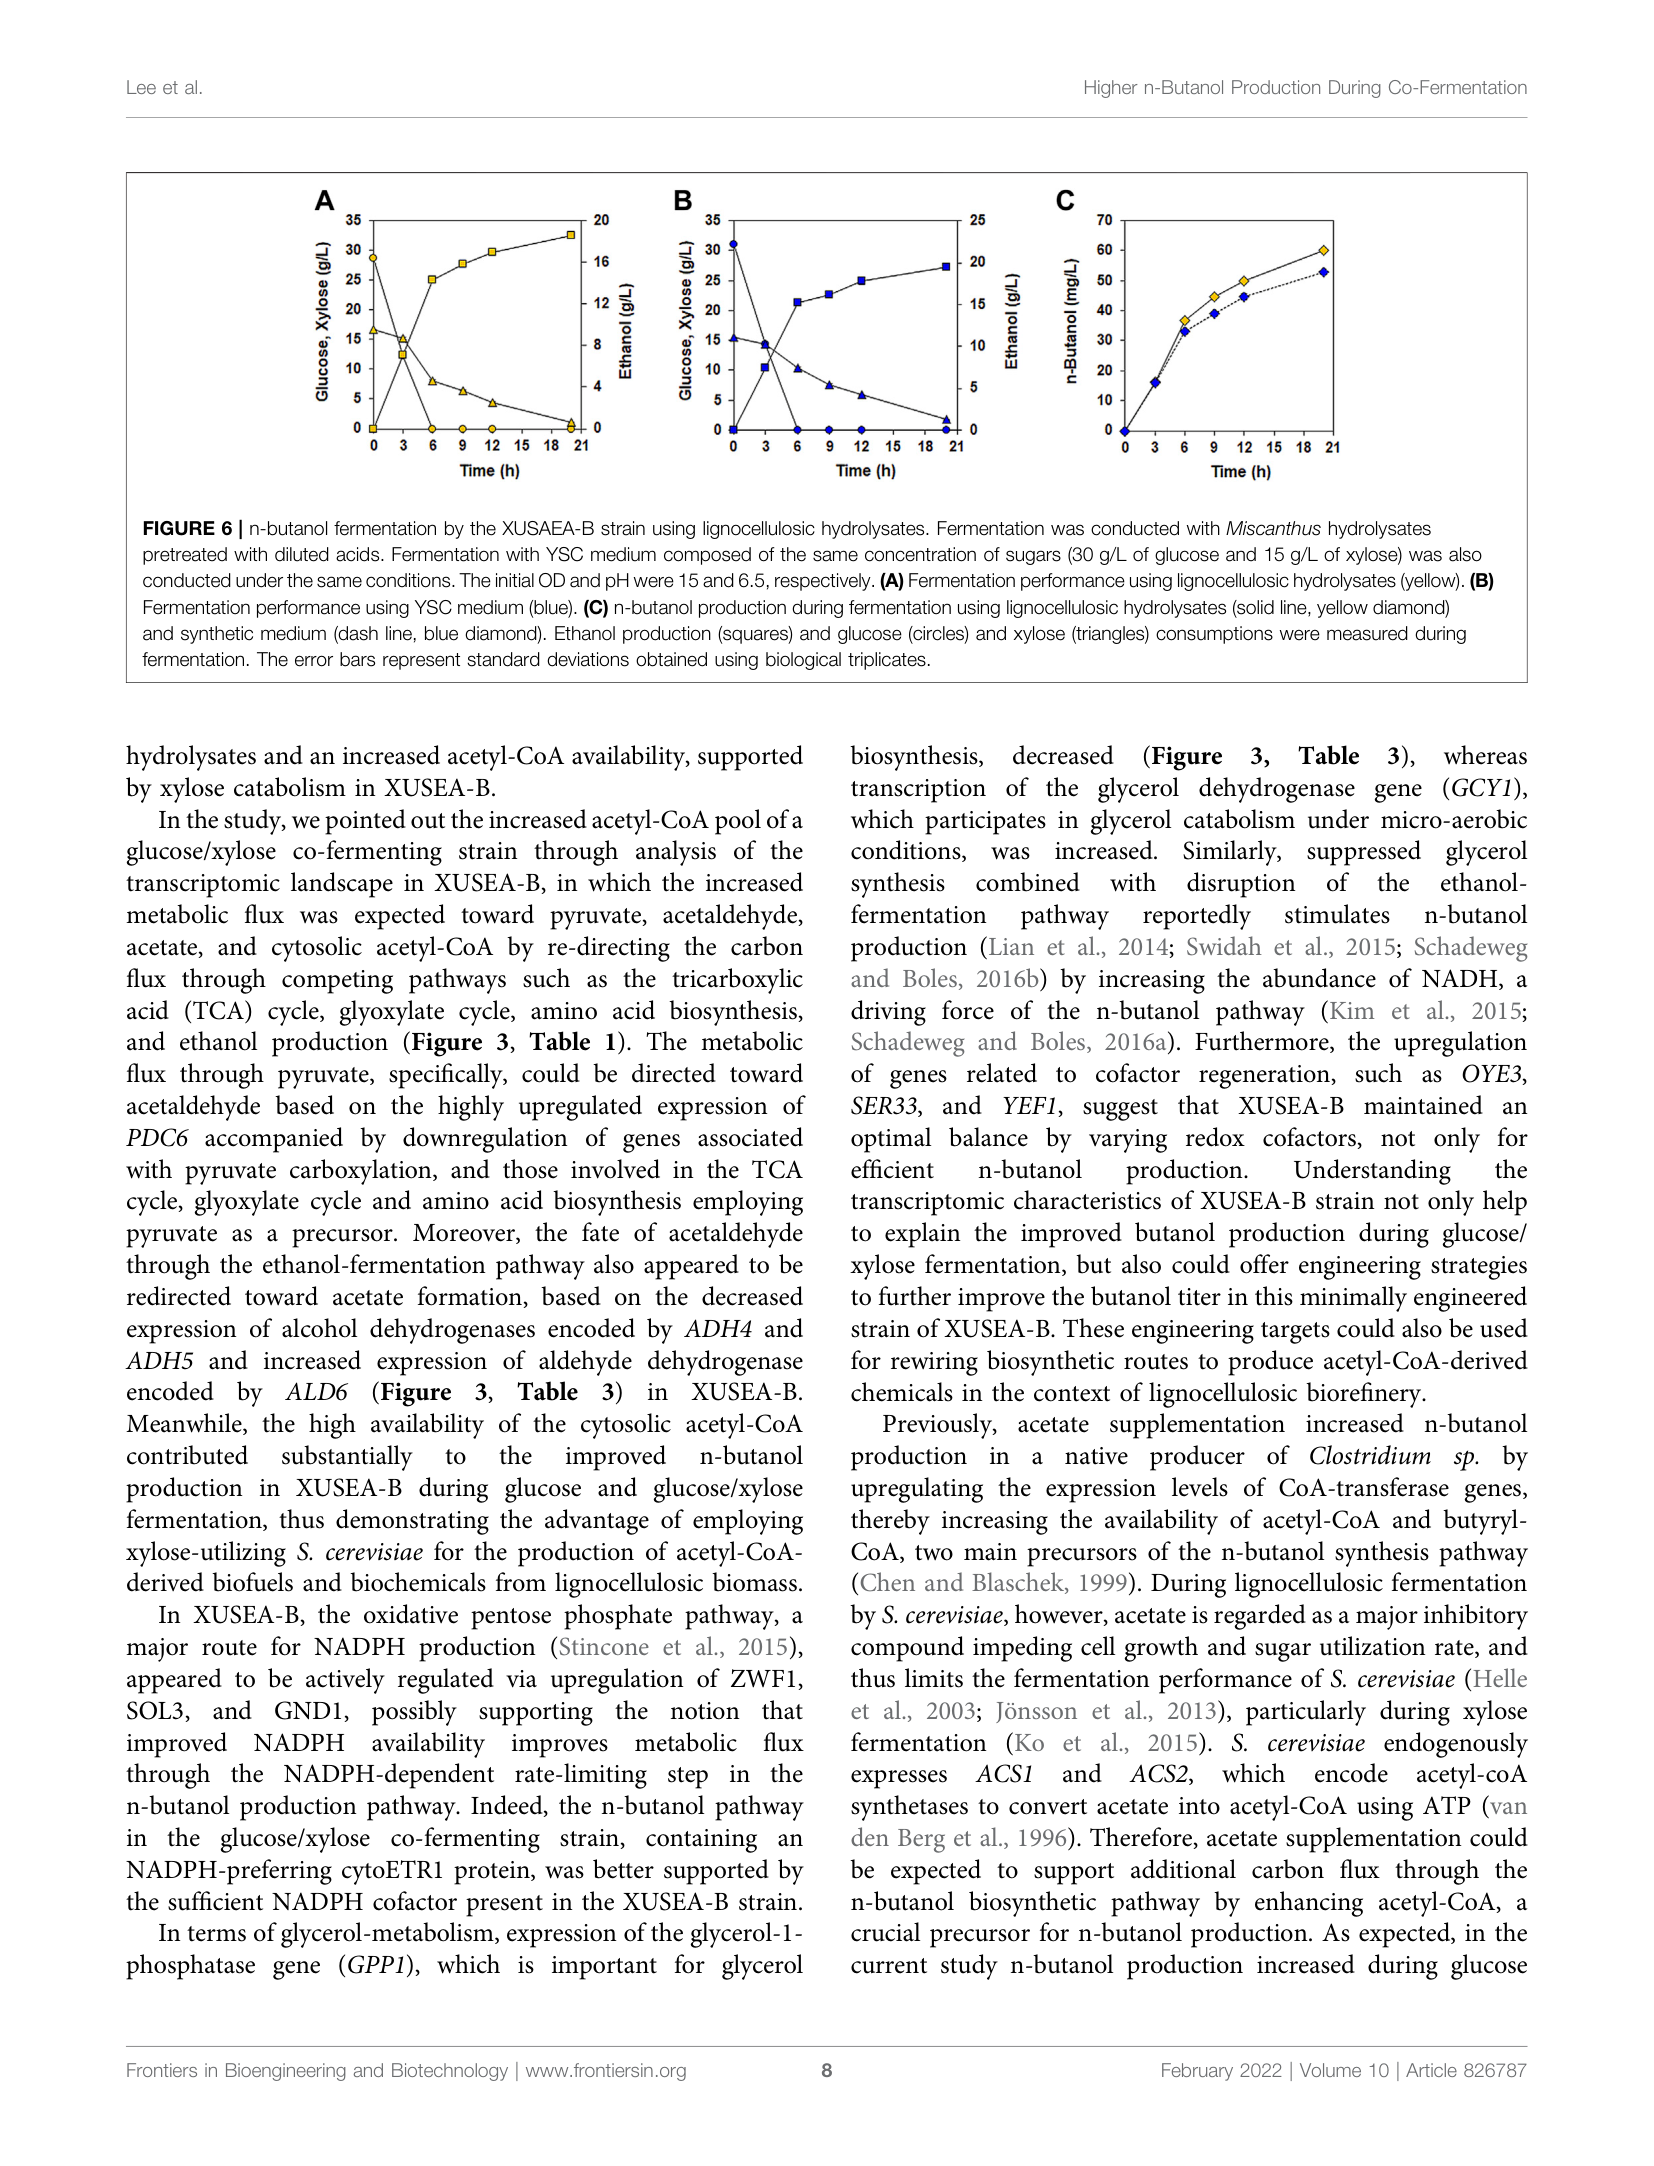 Lee et al.
Higher n-Butanol Production During Co-Fermentation
A
35
30
25
20
15
10
5
0
Glucose, Xylose (g/L)
20
16
12
8
4
0
Ethanol (g/L)
0 3 6 9 12 15 18 21
Time (h)
B
35
30
25
20
15
10
5
0
Glucose, Xylose (g/L)
25
20
15
10
5
0
Ethanol (g/L)
0 3 6 9 12 15 18 21
Time (h)
C
70
60
50
40
30
20
10
0
n-Butanol (mg/L)
0 3 6 9 12 15 18 21
Time (h)
FIGURE 6 | n-butanol fermentation by the XUSAEA-B strain using lignocellulosic hydrolysates. Fermentation was conducted with Miscanthus hydrolysates
pretreated with diluted acids. Fermentation with YSC medium composed of the same concentration of sugars (30 g/L of glucose and 15 g/L of xylose) was also
conducted under the same conditions. The initial OD and pH were 15 and 6.5, respectively. (A) Fermentation performance using lignocellulosic hydrolysates (yellow). (B)
Fermentation performance using YSC medium (blue). (C) n-butanol production during fermentation using lignocellulosic hydrolysates (solid line, yellow diamond)
and synthetic medium (dash line, blue diamond). Ethanol production (squares) and glucose (circles) and xylose (triangles) consumptions were measured during
fermentation. The error bars represent standard deviations obtained using biological triplicates.
hydrolysates and an increased acetyl-CoA availability, supported
by xylose catabolism in XUSEA-B.
In the study, we pointed out the increased acetyl-CoA pool of a
glucose/xylose co-fermenting strain through analysis of the
transcriptomic landscape in XUSEA-B, in which the increased
metabolic flux was expected toward pyruvate, acetaldehyde,
acetate, and cytosolic acetyl-CoA by re-directing the carbon
flux through competing pathways such as the tricarboxylic
acid (TCA) cycle, glyoxylate cycle, amino acid biosynthesis,
and ethanol production (Figure 3, Table 1). The metabolic
flux through pyruvate, specifically, could be directed toward
acetaldehyde based on the highly upregulated expression of
PDC6 accompanied by downregulation of genes associated
with pyruvate carboxylation, and those involved in the TCA
cycle, glyoxylate cycle and amino acid biosynthesis employing
pyruvate as a precursor. Moreover, the fate of acetaldehyde
through the ethanol-fermentation pathway also appeared to be
redirected toward acetate formation, based on the decreased
expression of alcohol dehydrogenases encoded by ADH4 and
ADH5 and increased expression of aldehyde dehydrogenase
encoded by ALD6 (Figure 3, Table 3) in XUSEA-B.
Meanwhile, the high availability of the cytosolic acetyl-CoA
contributed substantially to the improved n-butanol
production in XUSEA-B during glucose and glucose/xylose
fermentation, thus demonstrating the advantage of employing
xylose-utilizing S. cerevisiae for the production of acetyl-CoA-
derived biofuels and biochemicals from lignocellulosic biomass.
In XUSEA-B, the oxidative pentose phosphate pathway, a
major route for NADPH production (Stincone et al., 2015),
appeared to be actively regulated via upregulation of ZWF1,
SOL3, and GND1, possibly supporting the notion that
improved NADPH availability improves metabolic flux
through the NADPH-dependent rate-limiting step in the
n-butanol production pathway. Indeed, the n-butanol pathway
in the glucose/xylose co-fermenting strain, containing an
NADPH-preferring cytoETR1 protein, was better supported by
the sufficient NADPH cofactor present in the XUSEA-B strain.
In terms of glycerol-metabolism, expression of the glycerol-1-
phosphatase gene (GPP1), which is important for glycerol
biosynthesis, decreased (Figure 3, Table 3), whereas
transcription of the glycerol dehydrogenase gene (GCY1),
which participates in glycerol catabolism under micro-aerobic
conditions, was increased. Similarly, suppressed glycerol
synthesis combined with disruption of the ethanol-
fermentation pathway reportedly stimulates n-butanol
production (Lian et al., 2014; Swidah et al., 2015; Schadeweg
and Boles, 2016b) by increasing the abundance of NADH, a
driving force of the n-butanol pathway (Kim et al., 2015;
Schadeweg and Boles, 2016a). Furthermore, the upregulation
of genes related to cofactor regeneration, such as OYE3,
SER33, and YEF1, suggest that XUSEA-B maintained an
optimal balance by varying redox cofactors, not only for
efficient n-butanol production. Understanding the
transcriptomic characteristics of XUSEA-B strain not only help
to explain the improved butanol production during glucose/
xylose fermentation, but also could offer engineering strategies
to further improve the butanol titer in this minimally engineered
strain of XUSEA-B. These engineering targets could also be used
for rewiring biosynthetic routes to produce acetyl-CoA-derived
chemicals in the context of lignocellulosic biorefinery.
Previously, acetate supplementation increased n-butanol
production in a native producer of Clostridium sp. by
upregulating the expression levels of CoA-transferase genes,
thereby increasing the availability of acetyl-CoA and butyryl-
CoA, two main precursors of the n-butanol synthesis pathway
(Chen and Blaschek, 1999). During lignocellulosic fermentation
by S. cerevisiae, however, acetate is regarded as a major inhibitory
compound impeding cell growth and sugar utilization rate, and
thus limits the fermentation performance of S. cerevisiae (Helle
et al., 2003; Jönsson et al., 2013), particularly during xylose
fermentation (Ko et al., 2015). S. cerevisiae endogenously
expresses ACS1 and ACS2, which encode acetyl-coA
synthetases to convert acetate into acetyl-CoA using ATP (van
den Berg et al., 1996). Therefore, acetate supplementation could
be expected to support additional carbon flux through the
n-butanol biosynthetic pathway by enhancing acetyl-CoA, a
crucial precursor for n-butanol production. As expected, in the
current study n-butanol production increased during glucose
Frontiers in Bioengineering and Biotechnology | www.frontiersin.org
8
February 2022 | Volume 10 | Article 826787